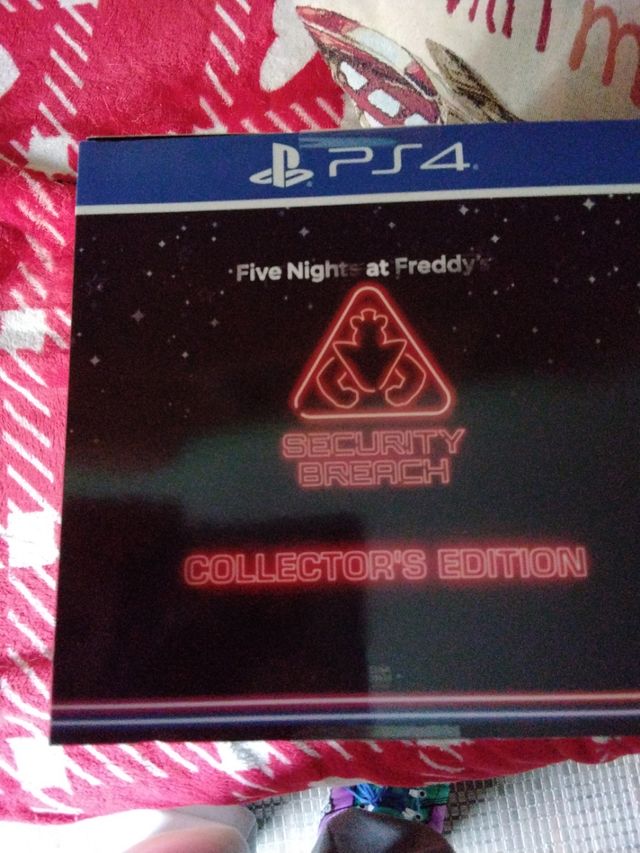 PS4
Five Nights at Freddy's
SECURITY
BREACH
COLLECTOR'S EDITION